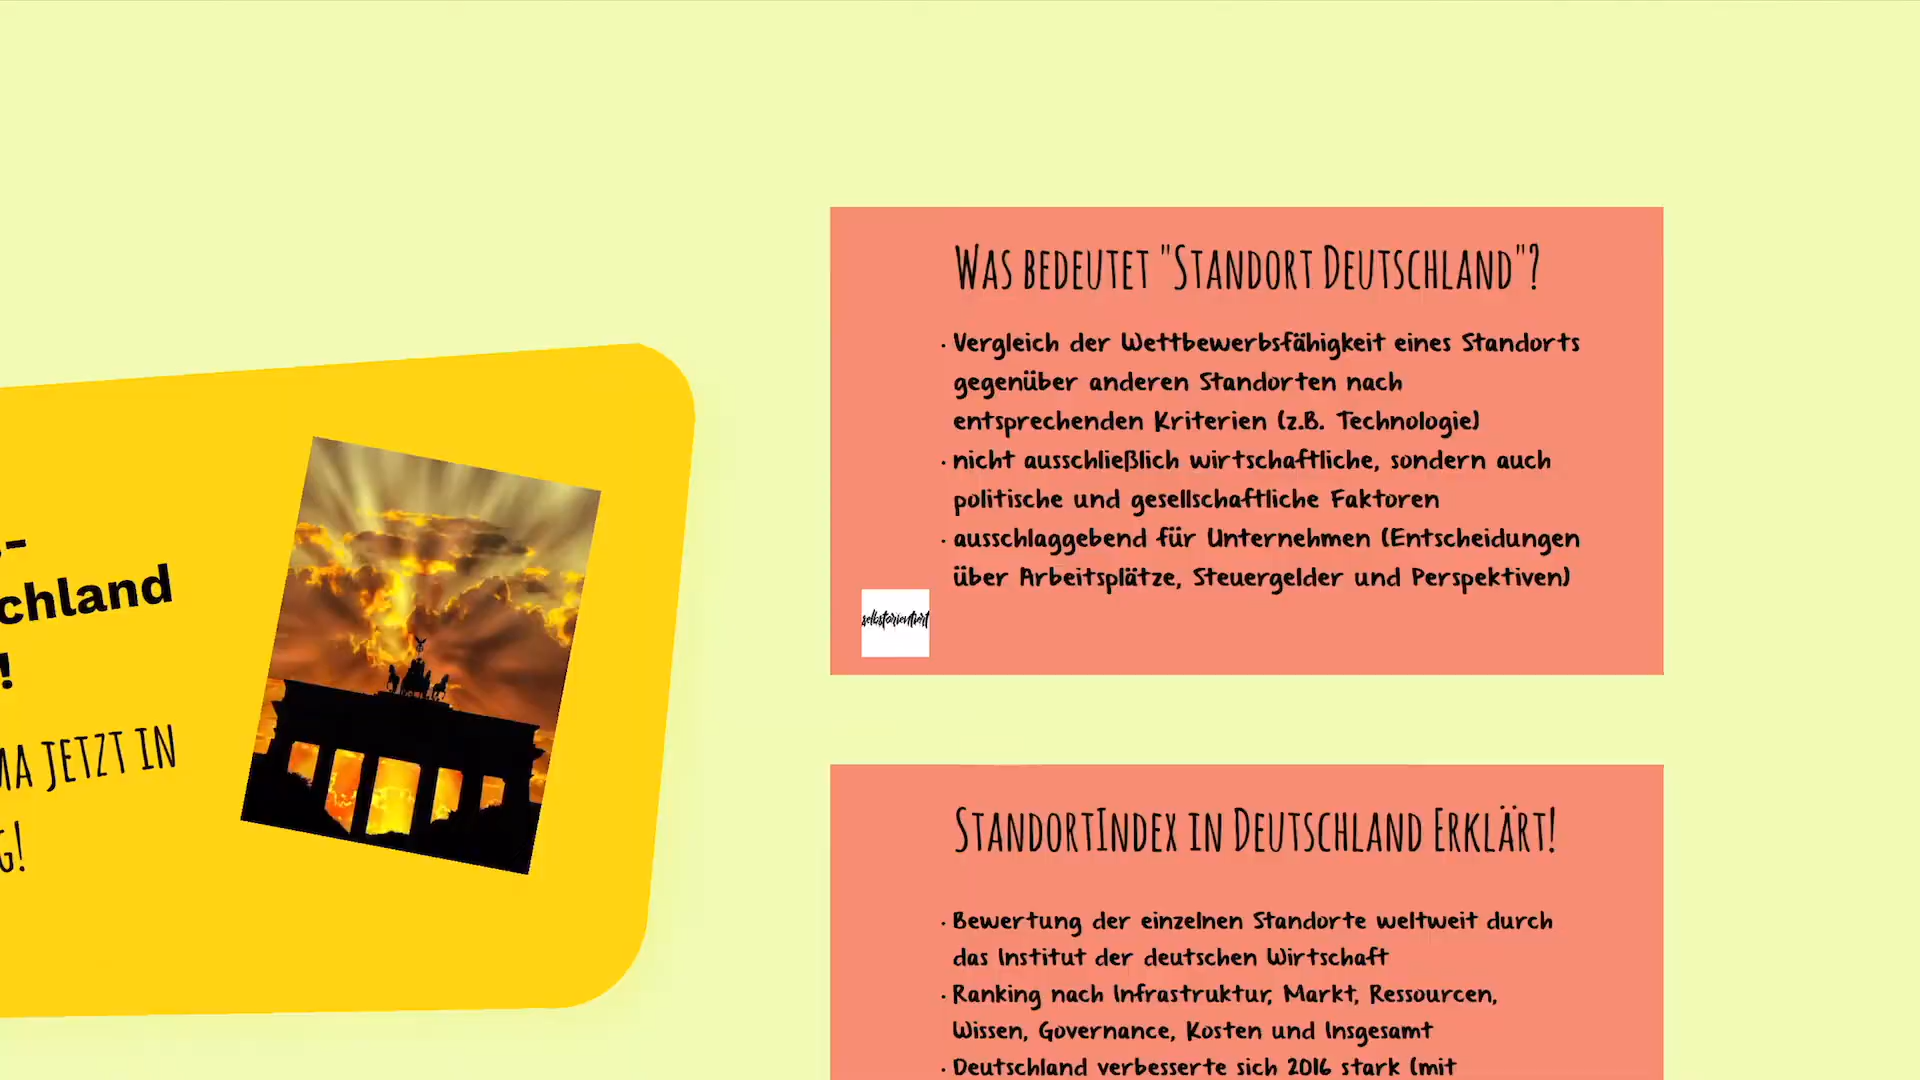 schland
!
MA JETZT IN
G!
WAS BEDEUTET "STANDORT DEUTSCHLAND"?
· Vergleich der Wettbewerbsfähigkeit eines Standorts
gegenüber anderen Standorten nach
entsprechenden Kriterien (z.B. Technologie)
· nicht ausschließlich wirtschaftliche, sondern auch
politische und gesellschaftliche Faktoren
· ausschlaggebend für Unternehmen (Entscheidungen
über Arbeitsplätze, Steuergelder und Perspektiven)
selbstorientiert
STANDORTINDEX IN DEUTSCHLAND ERKLÄRT!
· Bewertung der einzelnen Standorte weltweit durch
das Institut der deutschen Wirtschaft
· Ranking nach Infrastruktur, Markt, Ressourcen,
Wissen, Governance, Kosten und Insgesamt
· Deutschland verbesserte sich 2016 stark (mit